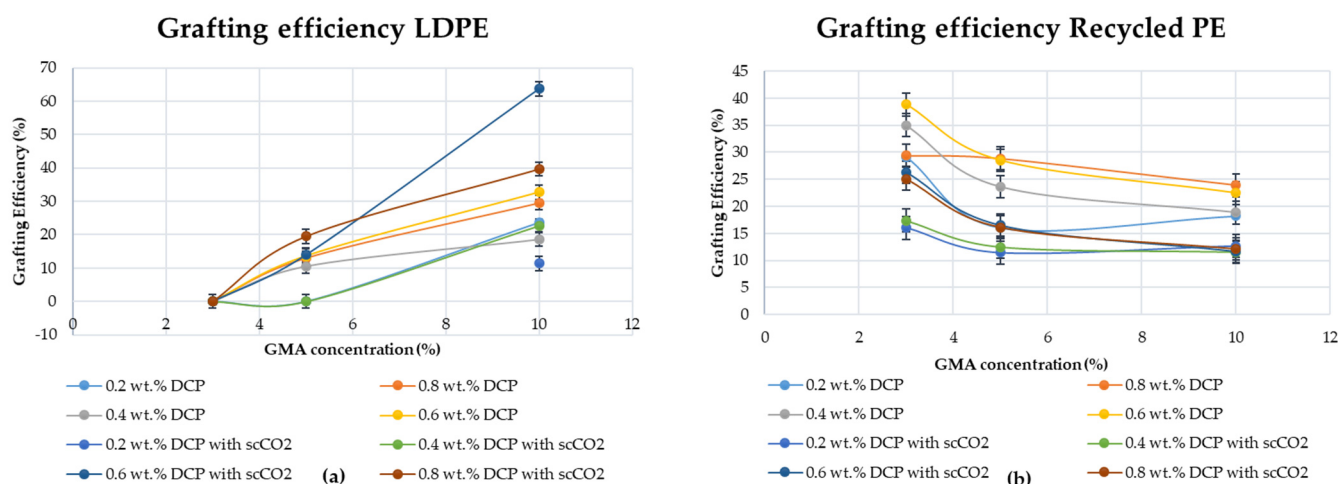 Grafting efficiency LDPE
Grafting Efficiency (%)
70
60
50
40
30
20
10
0
-10
0 2 4 6 8 10 12
GMA concentration (%)
0.2 wt.% DCP 0.8 wt.% DCP
0.4 wt.% DCP 0.6 wt.% DCP
0.2 wt.% DCP with scCO2 0.4 wt.% DCP with scCO2
0.6 wt.% DCP with scCO2 0.8 wt.% DCP with scCO2
(a)
Grafting efficiency Recycled PE
Grafting Efficiency (%)
45
40
35
30
25
20
15
10
5
0
0 2 4 6 8 10 12
GMA concentration (%)
0.2 wt.% DCP 0.8 wt.% DCP
0.4 wt.% DCP 0.6 wt.% DCP
0.2 wt.% DCP with scCO2 0.4 wt.% DCP with scCO2
0.6 wt.% DCP with scCO2 0.8 wt.% DCP with scCO2
(b)